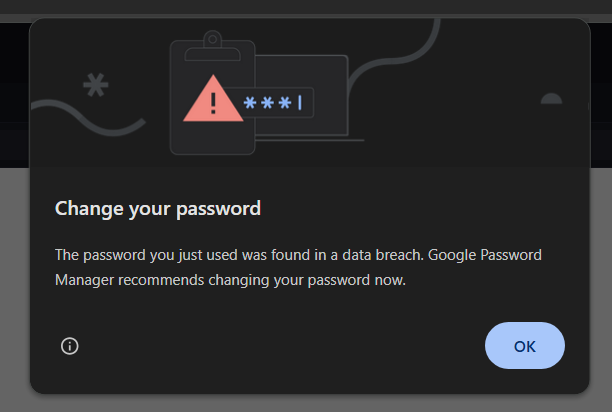 ***|
Change your password
The password you just used was found in a data breach. Google Password
Manager recommends changing your password now.
OK